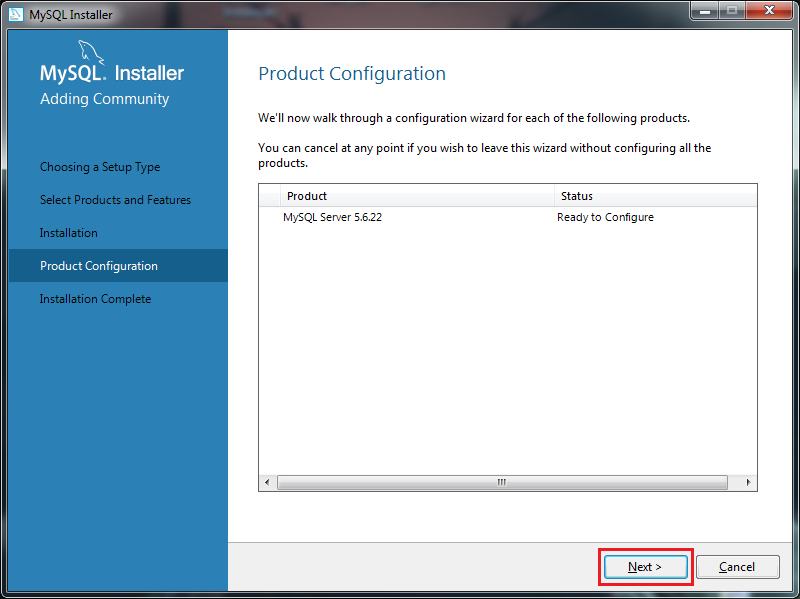 MySQL Installer
MySQL. Installer
Adding Community
Choosing a Setup Type
Select Products and Features
Installation
Product Configuration
Installation Complete
Product Configuration
We'll now walk through a configuration wizard for each of the following products.
You can cancel at any point if you wish to leave this wizard without configuring all the
products.
Product Status
MySQL Server 5.6.22 Ready to Configure
Next > Cancel